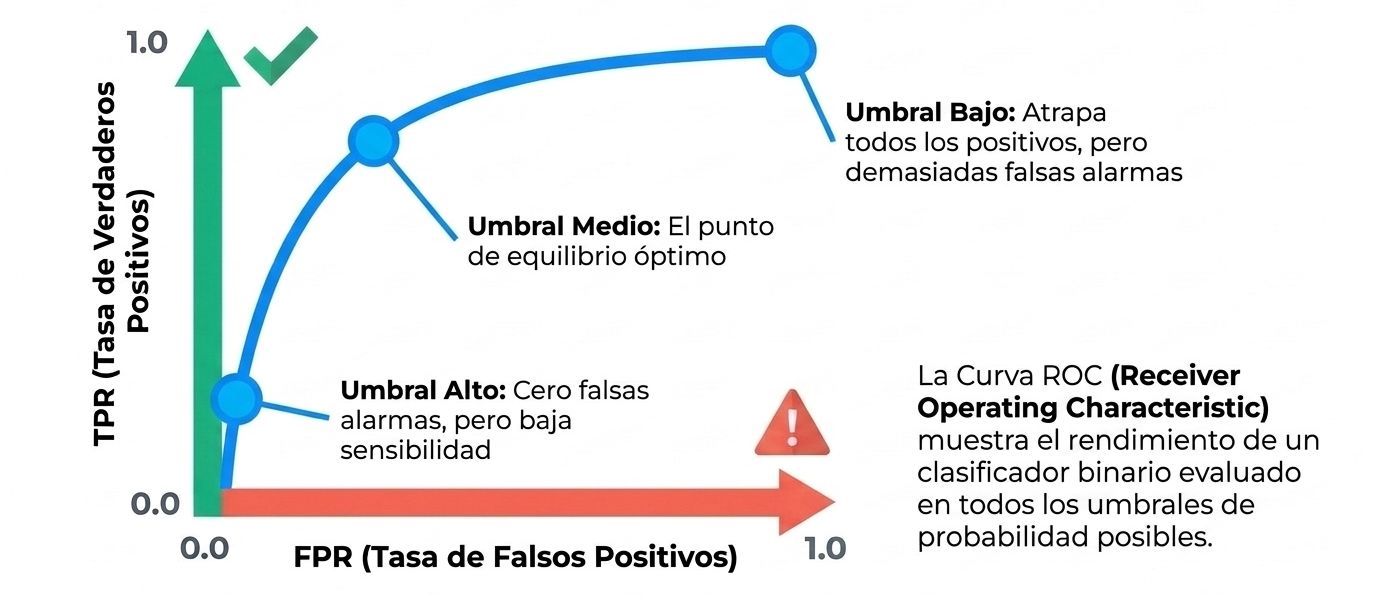 1.0
TPR (Tasa de Verdaderos
Positivos)
Umbral Bajo: Atrapa
todos los positivos, pero
demasiadas falsas alarmas
Umbral Medio: El punto
de equilibrio óptimo
Umbral Alto: Cero falsas
alarmas, pero baja
sensibilidad
!
0.0
0.0
FPR (Tasa de Falsos Positivos)
1.0
La Curva ROC (Receiver
Operating Characteristic)
muestra el rendimiento de un
clasificador binario evaluado
en todos los umbrales de
probabilidad posibles.